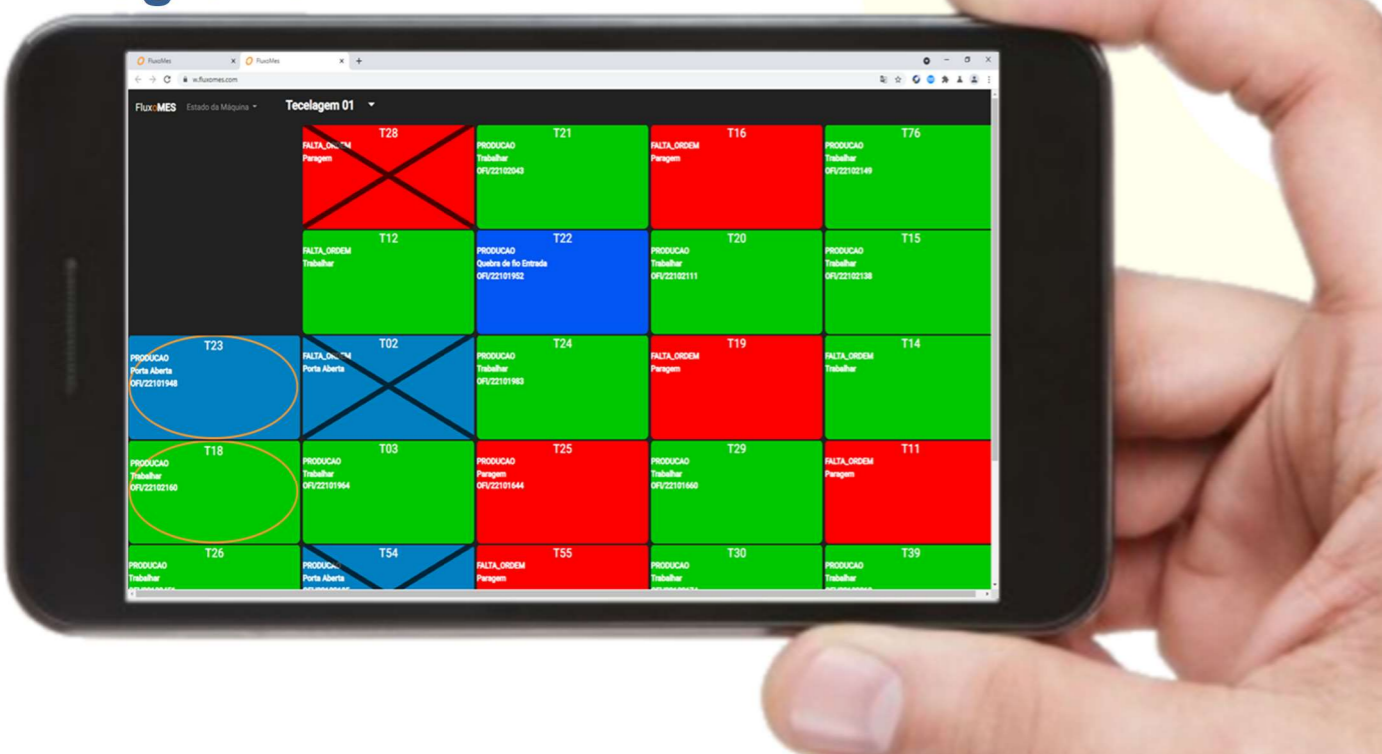 FluxoMes
FluxoMes
w.fluxomes.com
FluxoMES Estado da Máquina Tecelagem 01
T28
FALTA_ORDEM
Paragem
T21
PRODUCAO
Trabalhar
OFI/22102043
T16
FALTA_ORDEM
Paragem
T76
PRODUCAO
Trabalhar
OFI/22102149
T12
FALTA_ORDEM
Trabalhar
T22
PRODUCAO
Quebra de fio Entrada
OFI/22101952
T20
PRODUCAO
Trabalhar
OFI/22102111
T15
PRODUCAO
Trabalhar
OFI/22102138
T23
PRODUCAO
Porta Aberta
OFI/22101948
T02
FALTA_ORDEM
Porta Aberta
T24
PRODUCAO
Trabalhar
OFI/22101983
T19
FALTA_ORDEM
Paragem
T14
FALTA_ORDEM
Trabalhar
T18
PRODUCAO
Trabalhar
OFI/22102160
T03
PRODUCAO
Trabalhar
OFI/22101964
T25
PRODUCAO
Paragem
OFI/22101644
T29
PRODUCAO
Trabalhar
OFI/22101660
T11
FALTA_ORDEM
Paragem
T26
PRODUCAO
Trabalhar
T54
PRODUCAO
Porta Aberta
T55
FALTA_ORDEM
Paragem
T30
PRODUCAO
Trabalhar
T39
PRODUCAO
Trabalhar